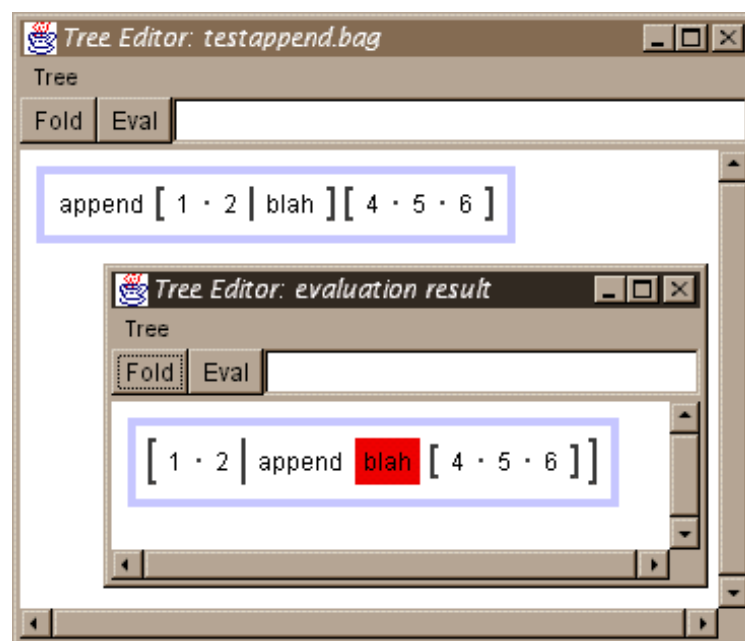 Tree Editor: testappend.bag
Tree
Fold Eval
append [ 1 · 2 | blah ] [ 4 · 5 · 6 ]
Tree Editor: evaluation result
Tree
Fold Eval
[ 1 · 2 | append blah [ 4 · 5 · 6 ] ]